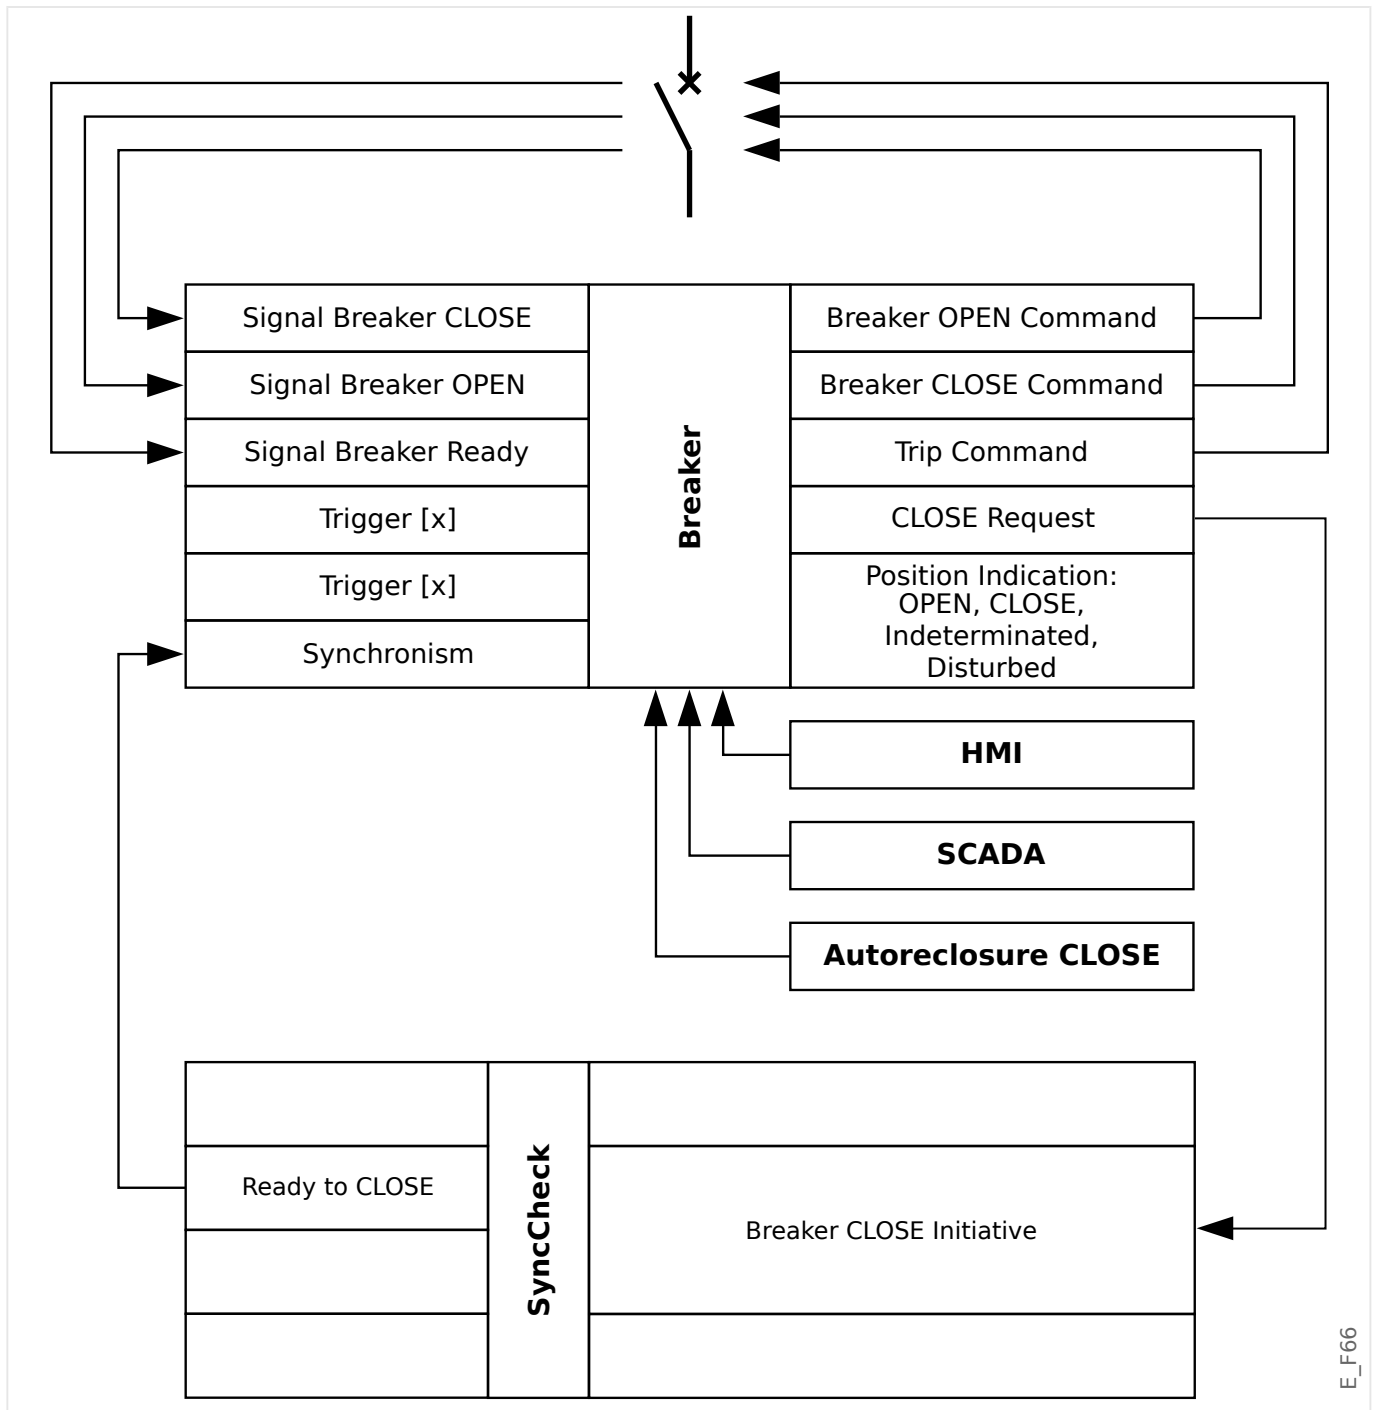 Signal Breaker CLOSE
Signal Breaker OPEN
Signal Breaker Ready
Trigger [x]
Trigger [x]
Synchronism
Breaker
Breaker OPEN Command
Breaker CLOSE Command
Trip Command
CLOSE Request
Position Indication:
OPEN, CLOSE,
Indeterminated,
Disturbed
HMI
SCADA
Autoreclosure CLOSE
Ready to CLOSE
SyncCheck
Breaker CLOSE Initiative
E_F66